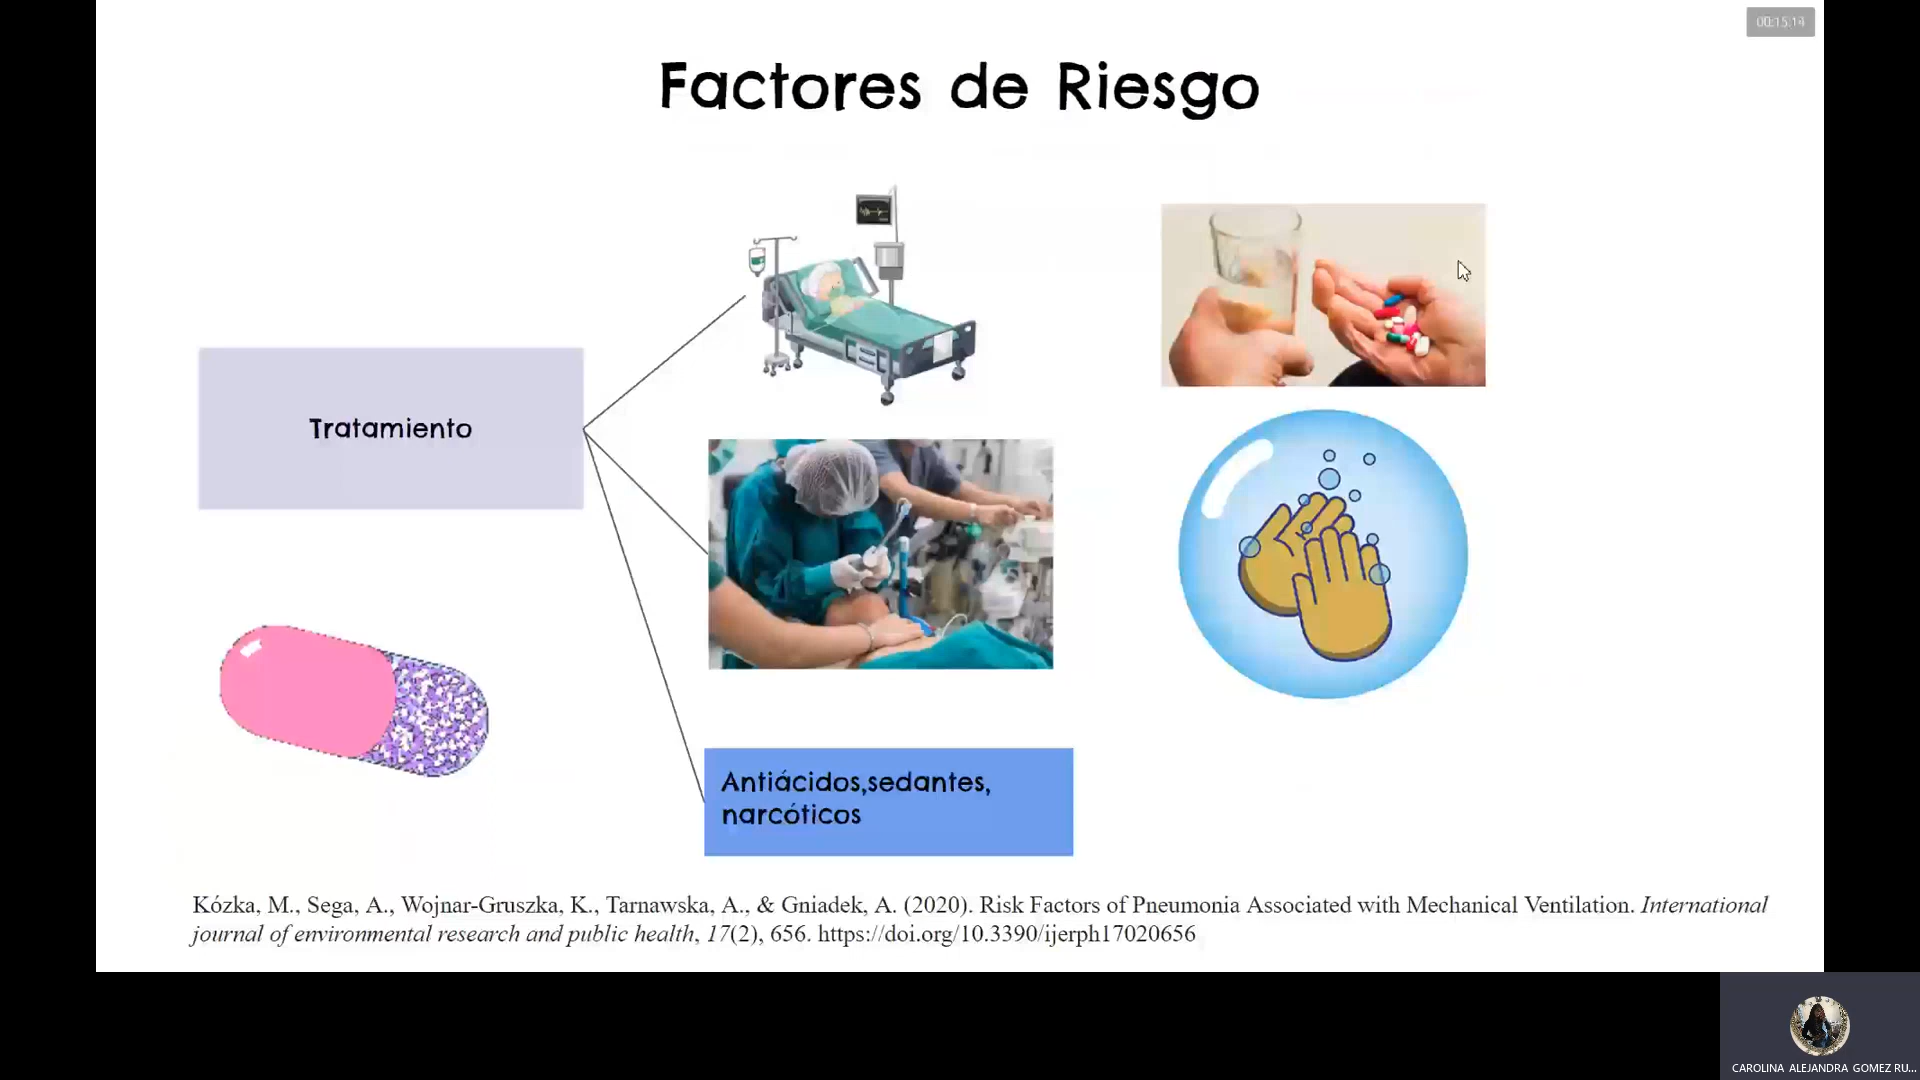 00:15:14
Factores de Riesgo
Tratamiento
Antiácidos,sedantes,
narcóticos
Kózka, M., Sega, A., Wojnar-Gruszka, K., Tarnawska, A., & Gniadek, A. (2020). Risk Factors of Pneumonia Associated with Mechanical Ventilation. International
journal of environmental research and public health, 17(2), 656. https://doi.org/10.3390/ijerph17020656
CAROLINA ALEJANDRA GOMEZ RU...